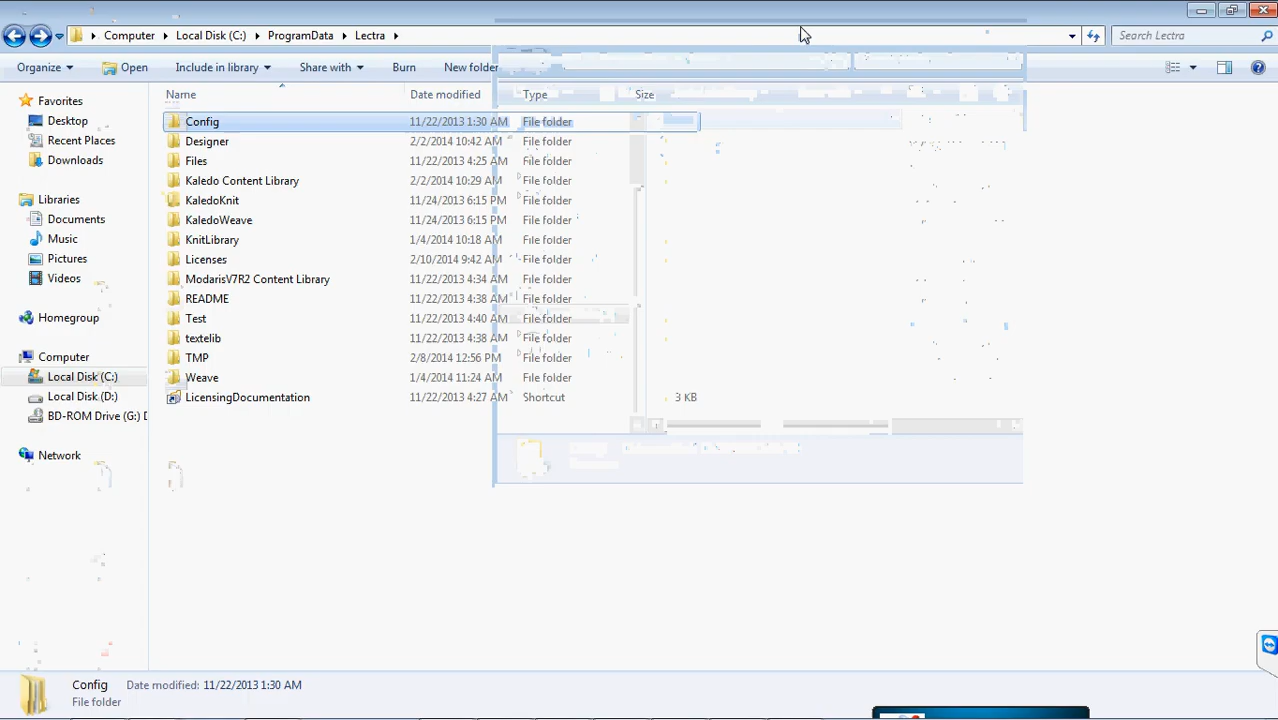 Computer Local Disk (C:) ProgramData Lectra Search Lectra
Organize Open Include in library Share with Burn New folder
Name Date modified Type Size
Favorites
Desktop
Recent Places
Downloads
Libraries
Documents
Music
Pictures
Videos
Homegroup
Computer
Local Disk (C:)
Local Disk (D:)
BD-ROM Drive (G:) D
Network
Config 11/22/2013 1:30 AM File folder
Designer 2/2/2014 10:42 AM File folder
Files 11/22/2013 4:25 AM File folder
Kaledo Content Library 2/2/2014 10:29 AM File folder
KaledoKnit 11/24/2013 6:15 PM File folder
KaledoWeave 11/24/2013 6:15 PM File folder
KnitLibrary 1/4/2014 10:18 AM File folder
Licenses 2/10/2014 9:42 AM File folder
ModarisV7R2 Content Library 11/22/2013 4:34 AM File folder
README 11/22/2013 4:38 AM File folder
Test 11/22/2013 4:40 AM File folder
textelib 11/22/2013 4:38 AM File folder
TMP 2/8/2014 12:56 PM File folder
Weave 1/4/2014 11:24 AM File folder
LicensingDocumentation 11/22/2013 4:27 AM Shortcut 3 KB
Config Date modified: 11/22/2013 1:30 AM
File folder